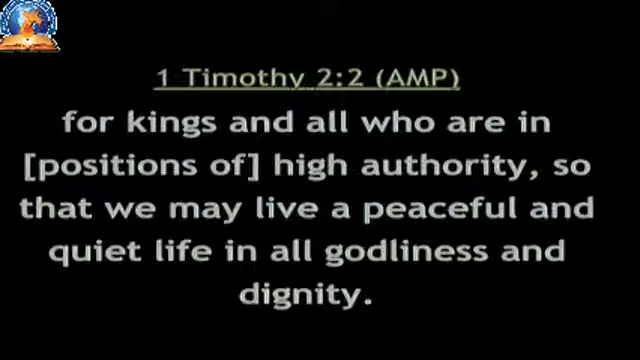 1 Timothy 2:2 (AMP)
for kings and all who are in
[positions of] high authority, so
that we may live a peaceful and
quiet life in all godliness and
dignity.